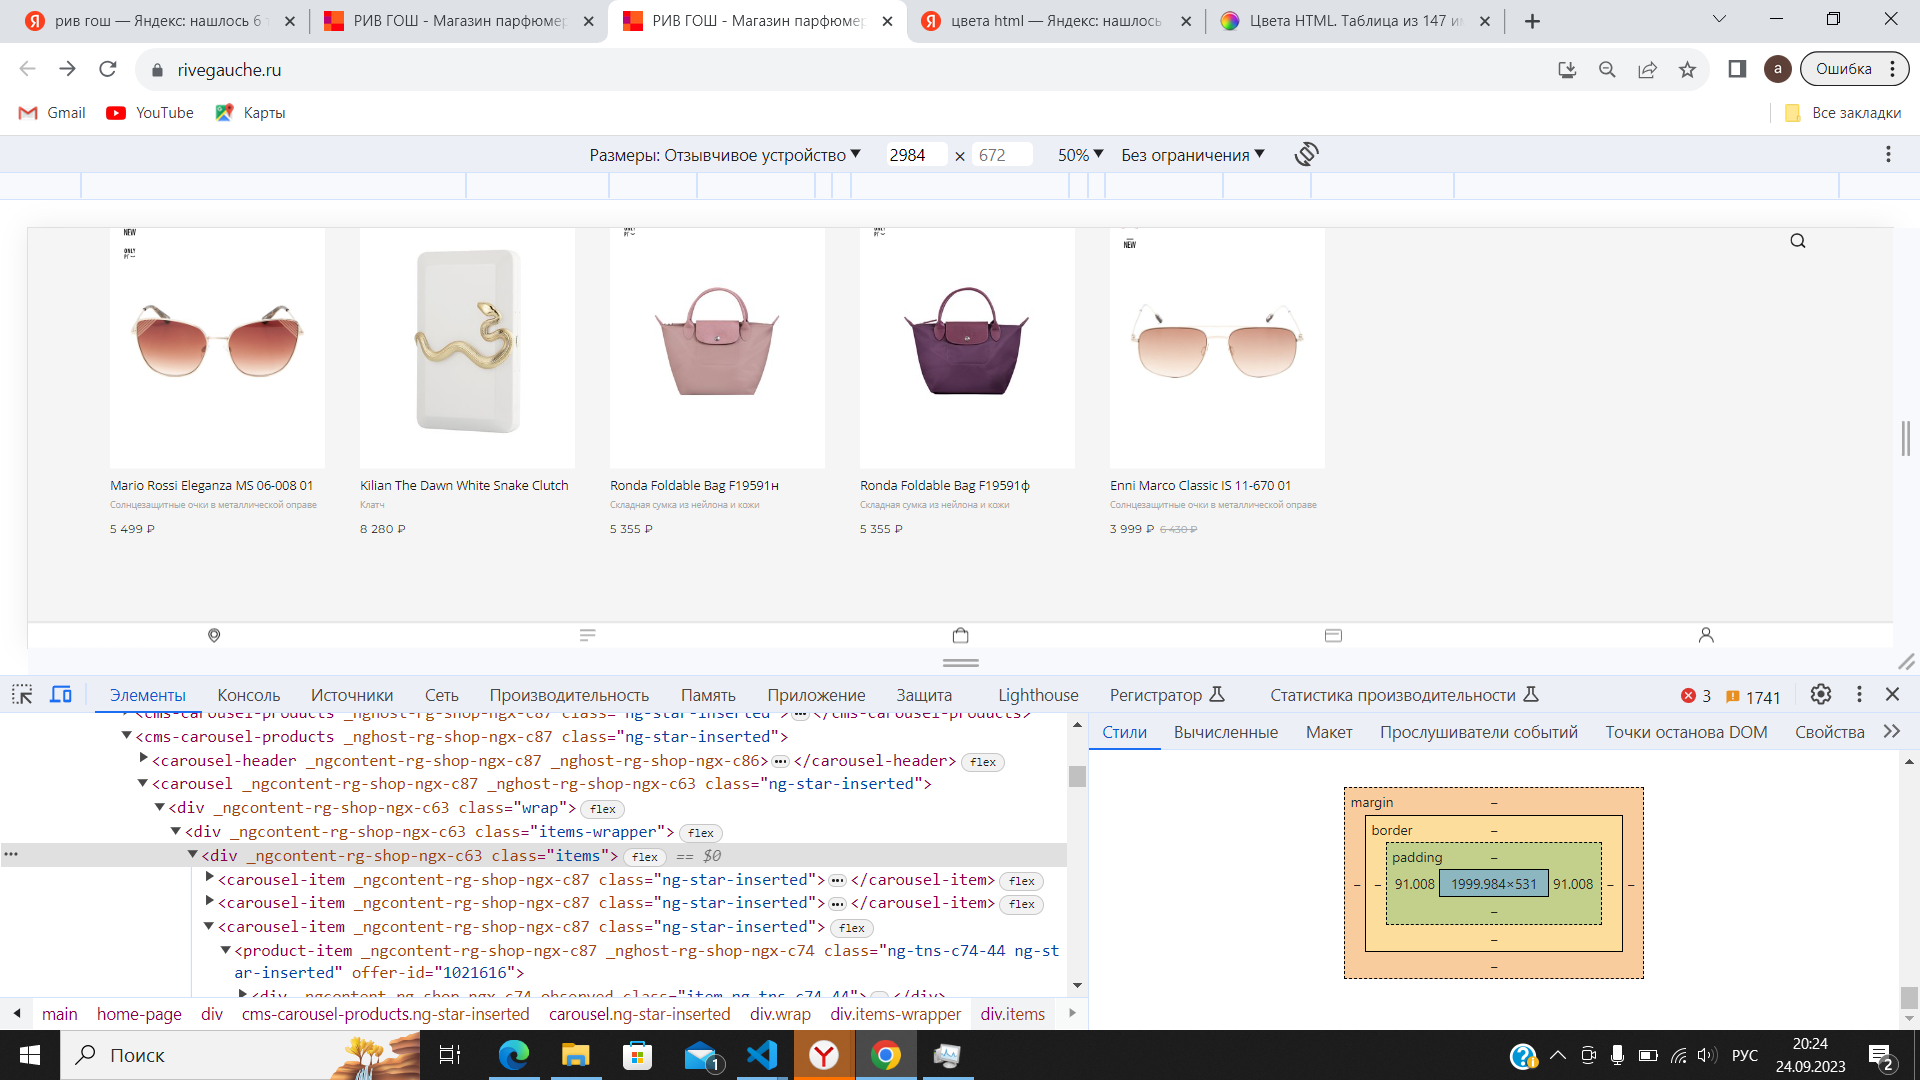 рив гош — Яндекс: нашлось 6
РИВ ГОШ - Магазин парфюмер
РИВ ГОШ - Магазин парфюмер
цвета html — Яндекс: нашлось
Цвета HTML. Таблица из 147 и
rivegauche.ru
a
Ошибка
Gmail
YouTube
Карты
Все закладки
Размеры: Отзывчивое устройство
2984 × 672
50%
Без ограничения
NEW
ONLY
NEW
Mario Rossi Eleganza MS 06-008 01
Солнцезащитные очки в металлической оправе
5 499 ₽
Kilian The Dawn White Snake Clutch
Клатч
8 280 ₽
Ronda Foldable Bag F19591н
Складная сумка из нейлона и кожи
5 355 ₽
Ronda Foldable Bag F19591ф
Складная сумка из нейлона и кожи
5 355 ₽
Enni Marco Classic IS 11-670 01
Солнцезащитные очки в металлической оправе
3 999 ₽ 6 430 ₽
Элементы
Консоль
Источники
Сеть
Производительность
Память
Приложение
Защита
Lighthouse
Регистратор
Статистика производительности
3
1741
<cms-carousel-products _nghost-rg-shop-ngx-c87 class="ng-star-inserted">…</cms-carousel-products>
<cms-carousel-products _nghost-rg-shop-ngx-c87 class="ng-star-inserted">
<carousel-header _ngcontent-rg-shop-ngx-c87 _nghost-rg-shop-ngx-c86>…</carousel-header> flex
<carousel _ngcontent-rg-shop-ngx-c87 _nghost-rg-shop-ngx-c63 class="ng-star-inserted">
<div _ngcontent-rg-shop-ngx-c63 class="wrap"> flex
<div _ngcontent-rg-shop-ngx-c63 class="items-wrapper"> flex
… <div _ngcontent-rg-shop-ngx-c63 class="items"> flex == $0
<carousel-item _ngcontent-rg-shop-ngx-c87 class="ng-star-inserted">…</carousel-item> flex
<carousel-item _ngcontent-rg-shop-ngx-c87 class="ng-star-inserted">…</carousel-item> flex
<carousel-item _ngcontent-rg-shop-ngx-c87 class="ng-star-inserted"> flex
<product-item _ngcontent-rg-shop-ngx-c87 _nghost-rg-shop-ngx-c74 class="ng-tns-c74-44 ng-st
ar-inserted" offer-id="1021616">
<div _ngcontent-rg-shop-ngx-c74 observed class="item ng-tns-c74-44">…</div>
main
home-page
div
cms-carousel-products.ng-star-inserted
carousel.ng-star-inserted
div.wrap
div.items-wrapper
div.items
Стили
Вычисленные
Макет
Прослушиватели событий
Точки останова DOM
Свойства
margin –
border –
padding –
– – 91.008 1999.984×531 91.008 – –
–
–
–
Поиск
1
РУС
20:24
24.09.2023
2